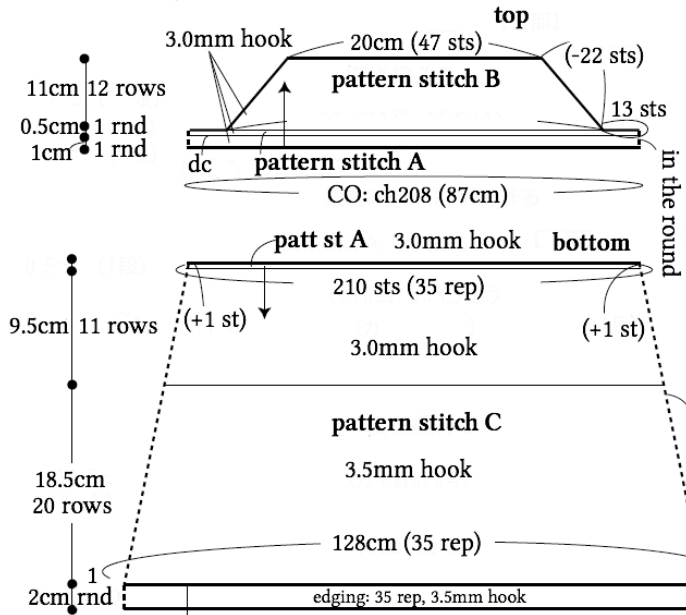 top
3.0mm hook
20cm (47 sts)
(-22 sts)
11cm 12 rows
pattern stitch B
13 sts
0.5cm 1 rnd
1cm 1 rnd
dc
pattern stitch A
in the round
CO: ch208 (87cm)
patt st A
3.0mm hook
bottom
210 sts (35 rep)
(+1 st)
(+1 st)
9.5cm 11 rows
3.0mm hook
pattern stitch C
18.5cm
20 rows
3.5mm hook
128cm (35 rep)
1
2cm rnd
edging: 35 rep, 3.5mm hook